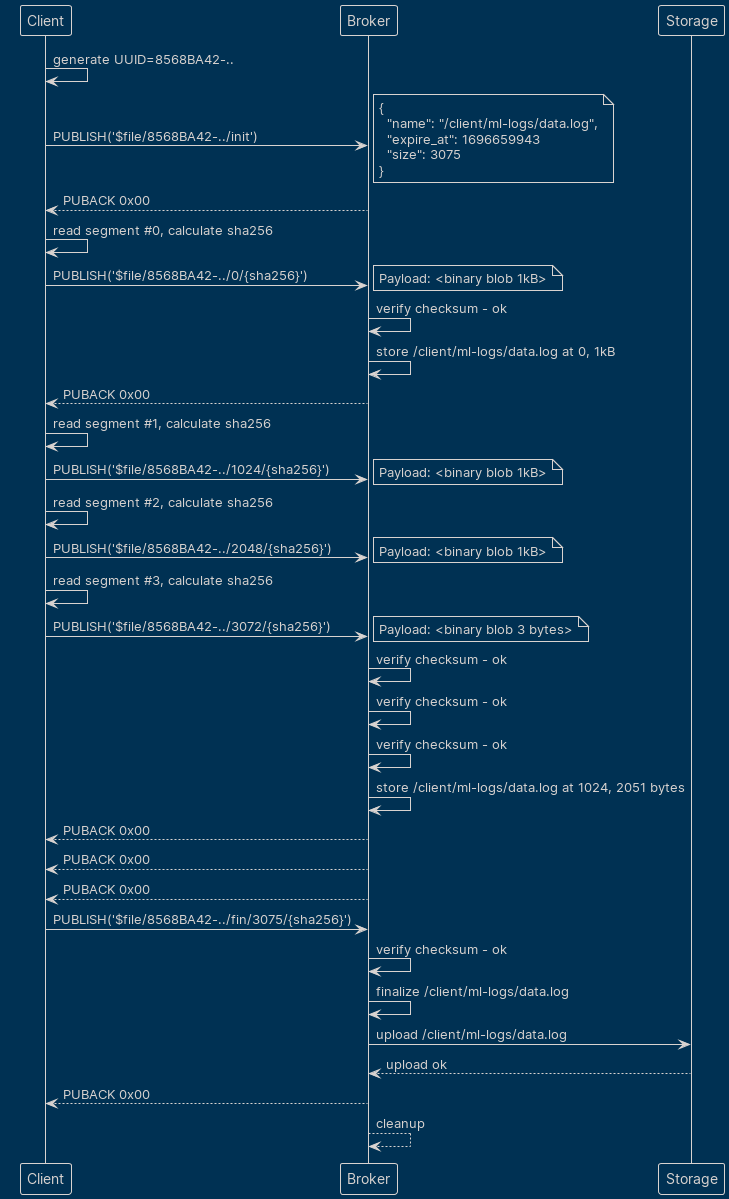 Client
Broker
Storage
generate UUID=8568BA42-..
PUBLISH('$file/8568BA42-../init')
{
"name": "/client/ml-logs/data.log",
"expire_at": 1696659943
"size": 3075
}
PUBACK 0x00
read segment #0, calculate sha256
PUBLISH('$file/8568BA42-../0/{sha256}')
Payload: <binary blob 1kB>
verify checksum - ok
store /client/ml-logs/data.log at 0, 1kB
PUBACK 0x00
read segment #1, calculate sha256
PUBLISH('$file/8568BA42-../1024/{sha256}')
Payload: <binary blob 1kB>
read segment #2, calculate sha256
PUBLISH('$file/8568BA42-../2048/{sha256}')
Payload: <binary blob 1kB>
read segment #3, calculate sha256
PUBLISH('$file/8568BA42-../3072/{sha256}')
Payload: <binary blob 3 bytes>
verify checksum - ok
verify checksum - ok
verify checksum - ok
store /client/ml-logs/data.log at 1024, 2051 bytes
PUBACK 0x00
PUBACK 0x00
PUBACK 0x00
PUBLISH('$file/8568BA42-../fin/3075/{sha256}')
verify checksum - ok
finalize /client/ml-logs/data.log
upload /client/ml-logs/data.log
upload ok
PUBACK 0x00
cleanup
Client
Broker
Storage